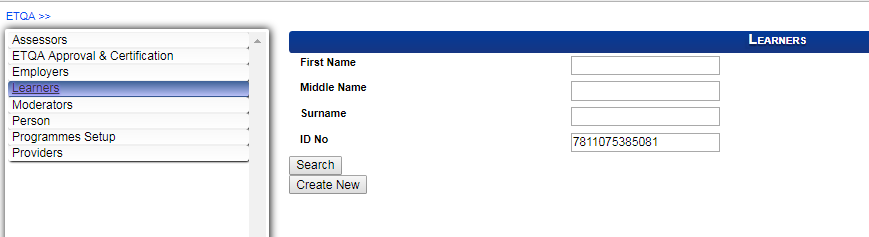 ETQA >>
Assessors
ETQA Approval & Certification
Employers
Learners
Moderators
Person
Programmes Setup
Providers
LEARNERS
First Name
Middle Name
Surname
ID No 7811075385081
Search
Create New